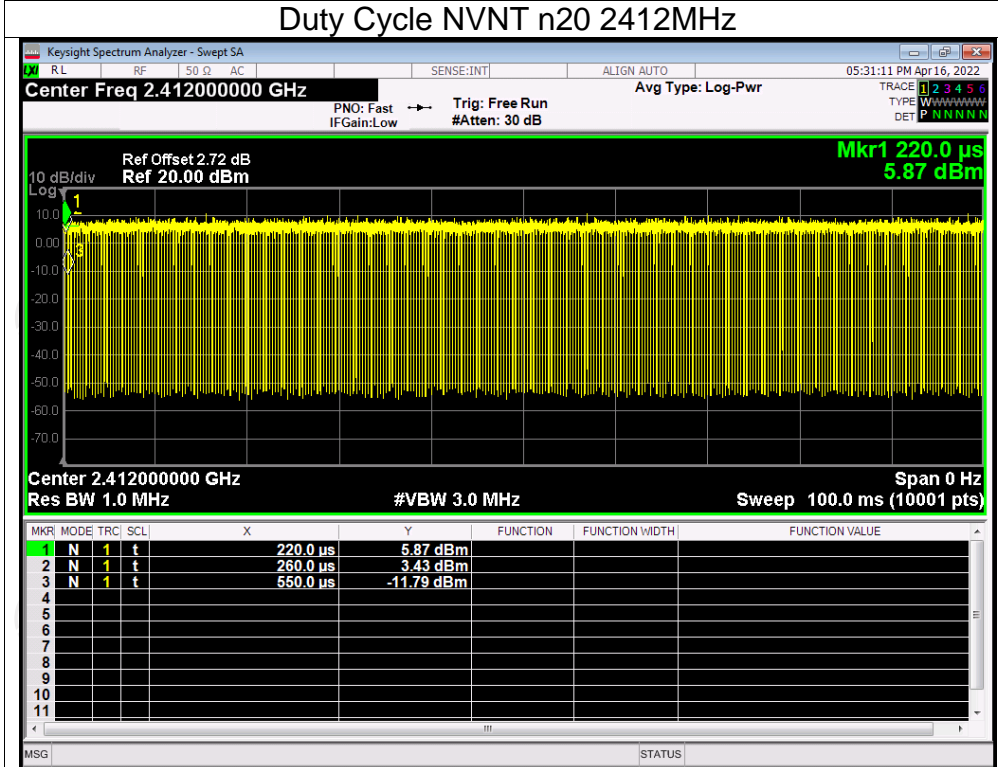 Duty Cycle NVNT n20 2412MHz
Keysight Spectrum Analyzer - Swept SA
LXI RL RF 50 Ω AC SENSE:INT ALIGN AUTO 05:31:11 PM Apr 16, 2022
Center Freq 2.412000000 GHz Avg Type: Log-Pwr TRACE 1 2 3 4 5 6
PNO: Fast Trig: Free Run TYPE WWWWWW
IFGain:Low #Atten: 30 dB DET P N N N N N
Mkr1 220.0 µs
5.87 dBm
Ref Offset 2.72 dB
10 dB/div Ref 20.00 dBm
Log
1
10.0
0.00
3
-10.0
-20.0
-30.0
-40.0
-50.0
-60.0
-70.0
Center 2.412000000 GHz Span 0 Hz
Res BW 1.0 MHz #VBW 3.0 MHz Sweep 100.0 ms (10001 pts)
MKR MODE TRC SCL X Y FUNCTION FUNCTION WIDTH FUNCTION VALUE
1 N 1 t 220.0 µs 5.87 dBm
2 N 1 t 260.0 µs 3.43 dBm
3 N 1 t 550.0 µs -11.79 dBm
4
5
6
7
8
9
10
11
MSG STATUS